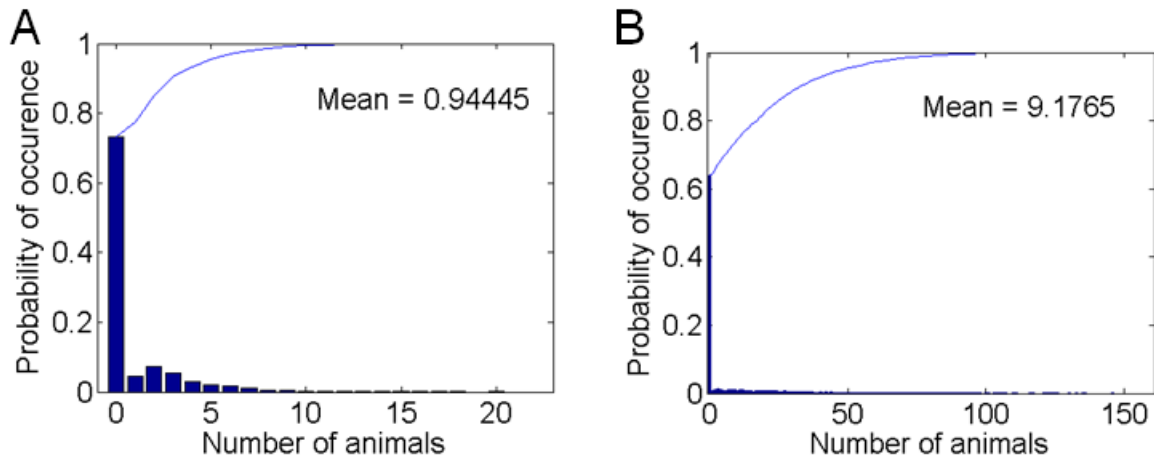 A
Probability of occurence
1
0.8
0.6
0.4
0.2
0
Mean = 0.94445
0 5 10 15 20
Number of animals
B
Probability of occurence
1
0.8
0.6
0.4
0.2
0
Mean = 9.1765
0 50 100 150
Number of animals